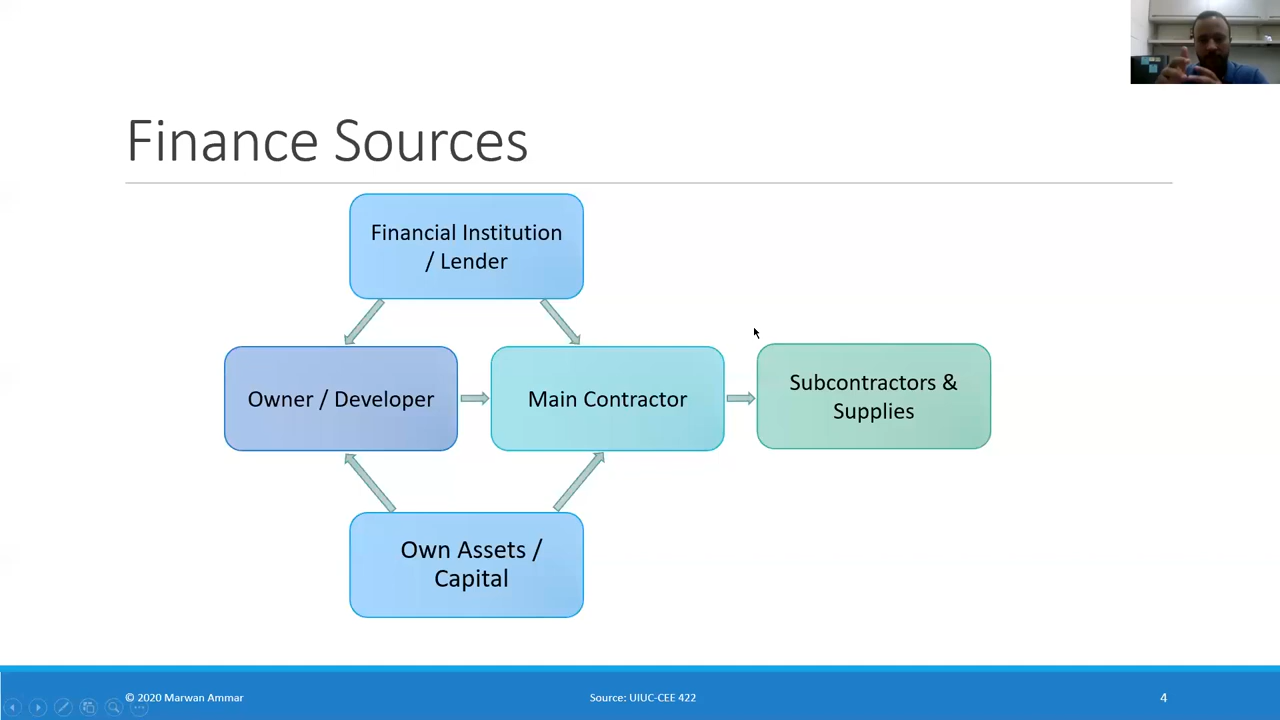 Finance Sources
Financial Institution
/ Lender
Owner / Developer
Main Contractor
Subcontractors &
Supplies
Own Assets /
Capital
© 2020 Marwan Ammar
Source: UIUC-CEE 422
4